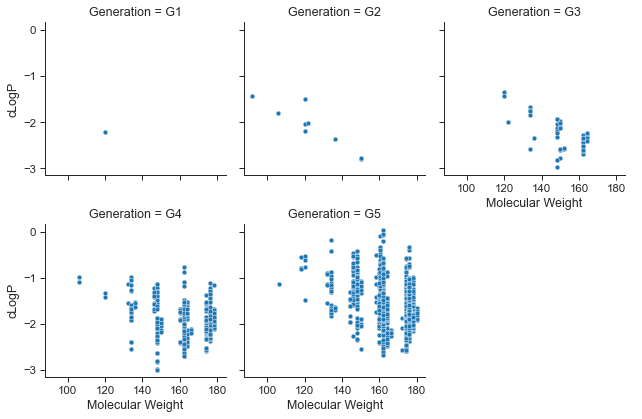 Generation = G1
Generation = G2
Generation = G3
0
−1
−2
−3
cLogP
100 120 140 160 180
Molecular Weight
Generation = G4
Generation = G5
0
−1
−2
−3
cLogP
100 120 140 160 180
Molecular Weight
100 120 140 160 180
Molecular Weight